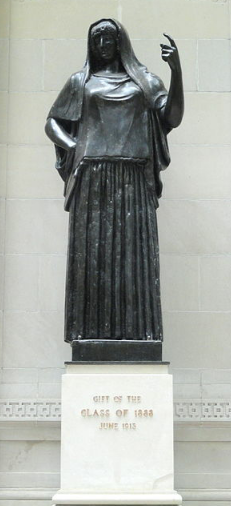 GIFT OF THE
CLASS OF 1888
JUNE 1913